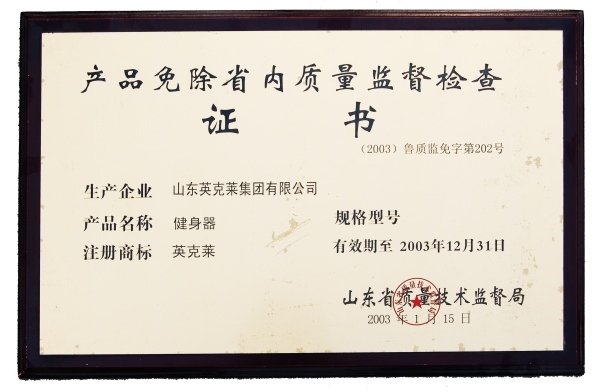 产品免除省内质量监督检查
证书
（2003）鲁质监免字第202号
生产企业 山东英克莱集团有限公司
产品名称 健身器 规格型号
注册商标 英克莱 有效期至 2003年12月31日
山东省质量技术监督局
2003 年 1 月 15 日